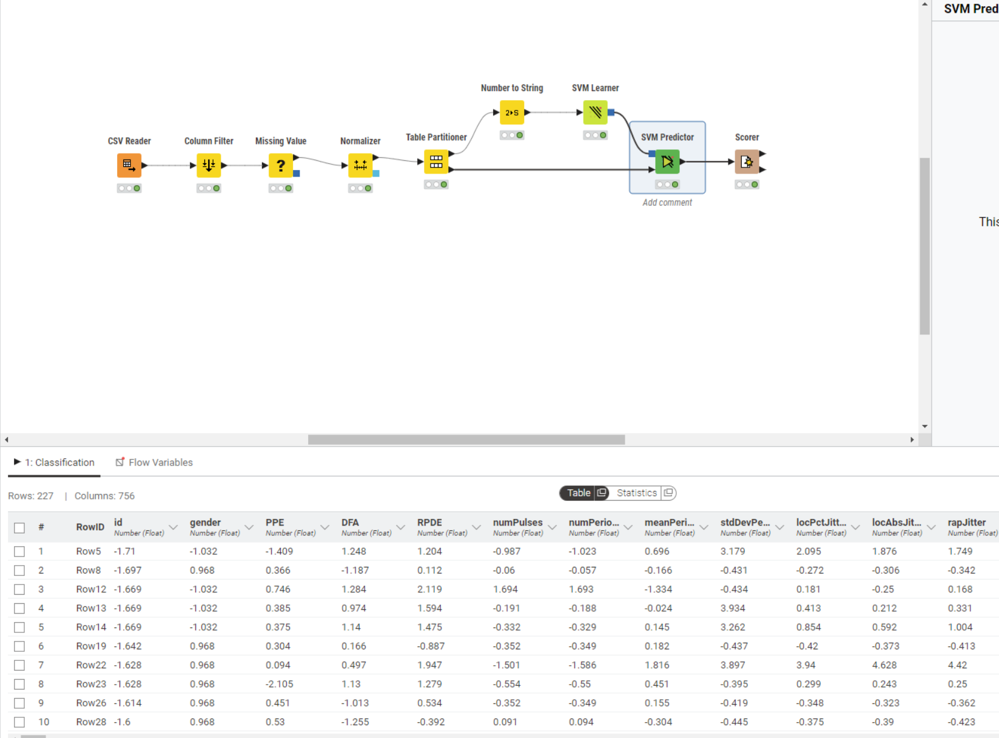 SVM Pred
Number to String
SVM Learner
CSV Reader
Column Filter
Missing Value
Normalizer
Table Partitioner
SVM Predictor
Scorer
?
2▸S
Add comment
This
1: Classification
Flow Variables
Rows: 227 | Columns: 756
Table
Statistics
# RowID id gender PPE DFA RPDE numPulses numPerio... meanPeri... stdDevPe... locPctJitt... locAbsJit... rapJitter
Number (Float) Number (Float) Number (Float) Number (Float) Number (Float) Number (Float) Number (Float) Number (Float) Number (Float) Number (Float) Number (Float) Number (Float)
1 Row5 -1.71 -1.032 -1.409 1.248 1.204 -0.987 -1.023 0.696 3.179 2.095 1.876 1.749
2 Row8 -1.697 0.968 0.366 -1.187 0.112 -0.06 -0.057 -0.166 -0.431 -0.272 -0.306 -0.342
3 Row12 -1.669 -1.032 0.746 1.284 2.119 1.694 1.693 -1.334 -0.434 0.181 -0.25 0.168
4 Row13 -1.669 -1.032 0.385 0.974 1.594 -0.191 -0.188 -0.024 3.934 0.413 0.212 0.331
5 Row14 -1.669 -1.032 0.375 1.14 1.475 -0.332 -0.329 0.145 3.262 0.854 0.592 1.004
6 Row19 -1.642 0.968 0.304 0.166 -0.887 -0.352 -0.349 0.182 -0.437 -0.42 -0.373 -0.413
7 Row22 -1.628 0.968 0.094 0.497 1.947 -1.501 -1.586 1.816 3.897 3.94 4.628 4.42
8 Row23 -1.628 0.968 -2.105 1.13 1.279 -0.554 -0.55 0.451 -0.395 0.299 0.243 0.25
9 Row26 -1.614 0.968 0.451 -1.013 0.534 -0.352 -0.349 0.155 -0.419 -0.348 -0.323 -0.362
10 Row28 -1.6 0.968 0.53 -1.255 -0.392 0.091 0.094 -0.304 -0.445 -0.375 -0.39 -0.423